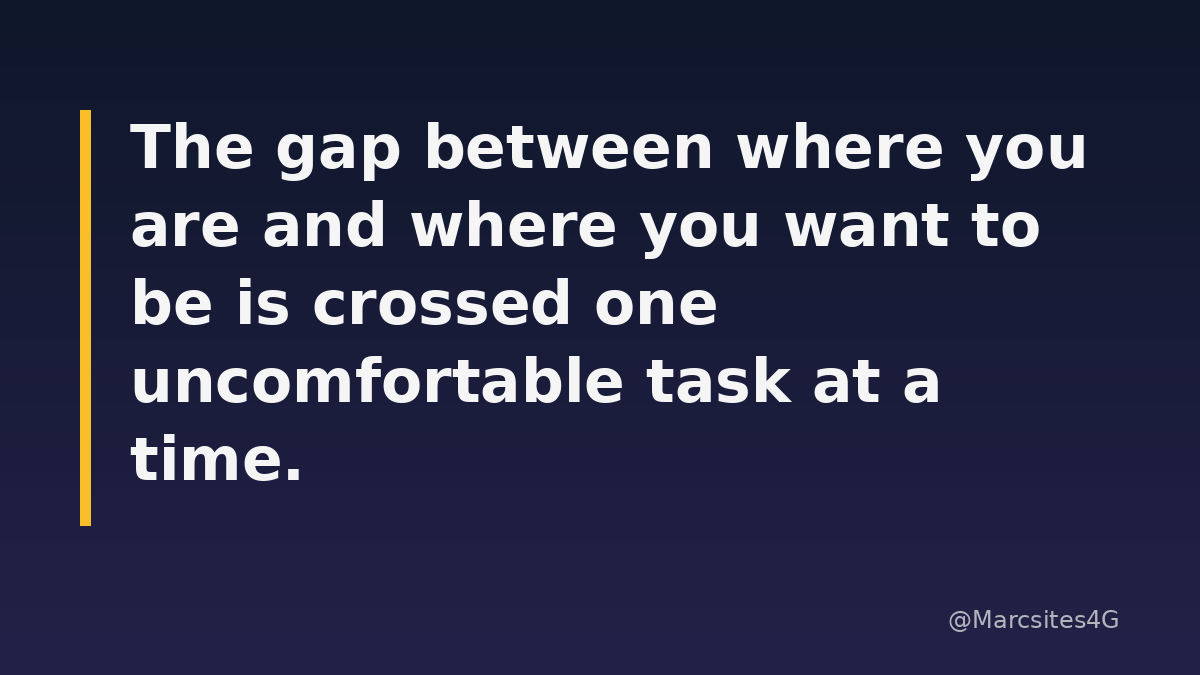 The gap between where you
are and where you want to
be is crossed one
uncomfortable task at a
time.
@Marcsites4G